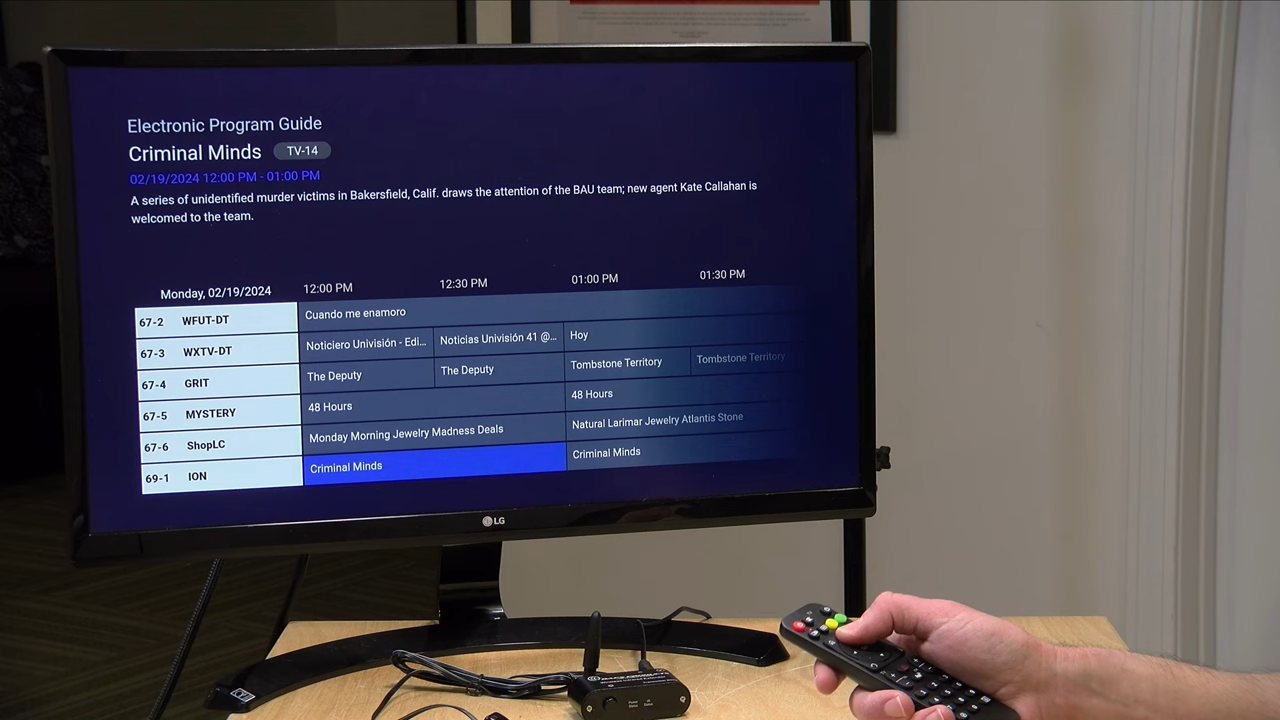 Electronic Program Guide
Criminal Minds TV-14
02/19/2024 12:00 PM - 01:00 PM
A series of unidentified murder victims in Bakersfield, Calif. draws the attention of the BAU team; new agent Kate Callahan is
welcomed to the team.
Monday, 02/19/2024 12:00 PM 12:30 PM 01:00 PM 01:30 PM
67-2 WFUT-DT Cuando me enamoro
67-3 WXTV-DT Noticiero Univisión - Edi... Noticias Univisión 41 @... Hoy
67-4 GRIT The Deputy The Deputy Tombstone Territory Tombstone Territory
67-5 MYSTERY 48 Hours 48 Hours
67-6 ShopLC Monday Morning Jewelry Madness Deals Natural Larimar Jewelry Atlantis Stone
69-1 ION Criminal Minds Criminal Minds
LG